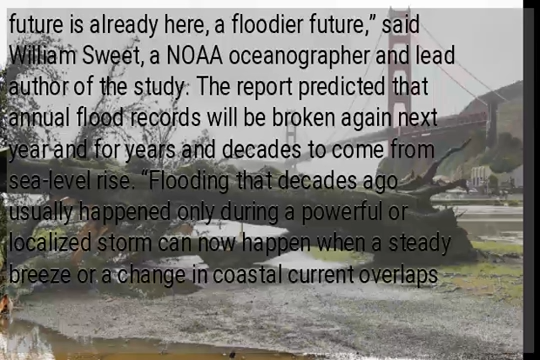 future is already here, a floodier future,” said
William Sweet, a NOAA oceanographer and lead
author of the study. The report predicted that
annual flood records will be broken again next
year and for years and decades to come from
sea-level rise. “Flooding that decades ago
usually happened only during a powerful or
localized storm can now happen when a steady
breeze or a change in coastal current overlaps